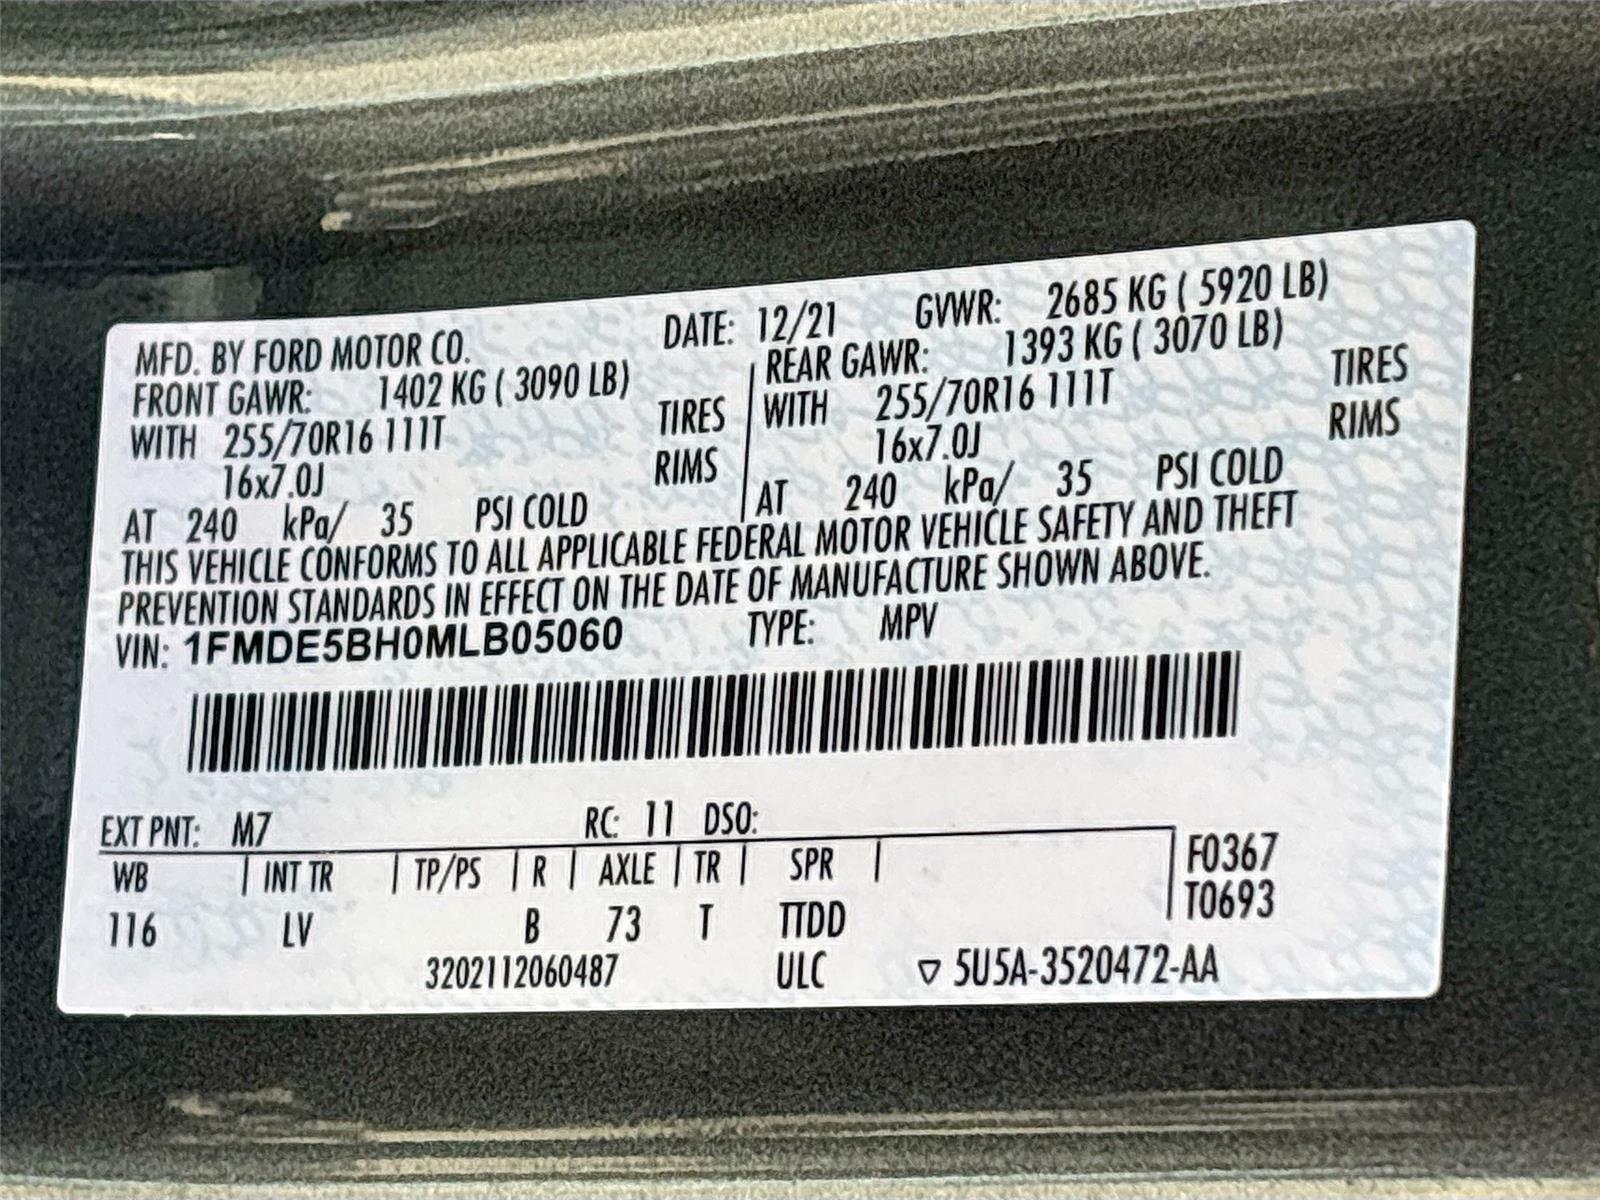 MFD. BY FORD MOTOR CO. DATE: 12/21 GVWR: 2685 KG ( 5920 LB)
FRONT GAWR: 1402 KG ( 3090 LB) REAR GAWR: 1393 KG ( 3070 LB)
WITH 255/70R16 111T TIRES WITH 255/70R16 111T TIRES
16x7.0J RIMS 16x7.0J RIMS
AT 240 kPa/ 35 PSI COLD AT 240 kPa/ 35 PSI COLD
THIS VEHICLE CONFORMS TO ALL APPLICABLE FEDERAL MOTOR VEHICLE SAFETY AND THEFT
PREVENTION STANDARDS IN EFFECT ON THE DATE OF MANUFACTURE SHOWN ABOVE.
VIN: 1FMDE5BH0MLB05060 TYPE: MPV
EXT PNT: M7 RC: 11 DSO:
WB | INT TR | TP/PS | R | AXLE | TR | SPR | F0367
T0693
116 LV B 73 T TTDD
3202112060487 ULC ▽ 5U5A-3520472-AA